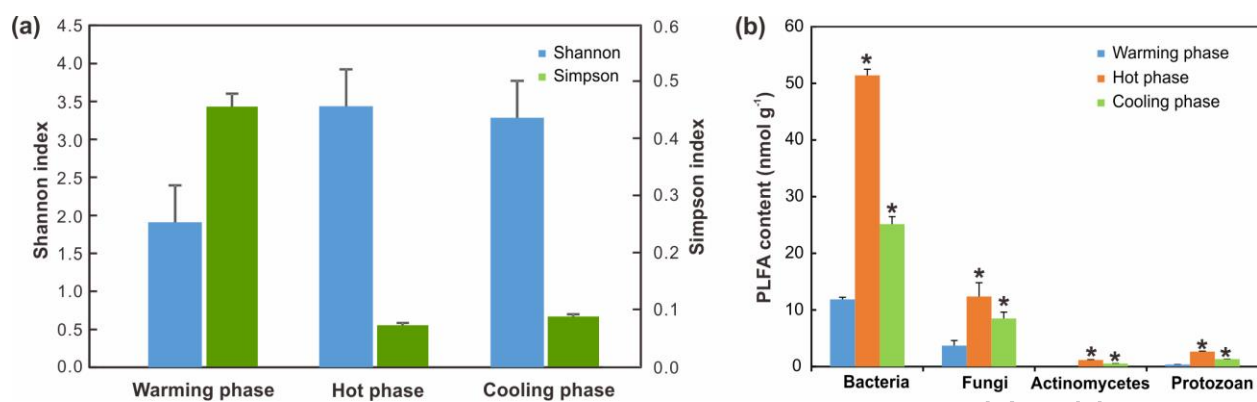 (a)
4.5
4.0
3.5
3.0
2.5
2.0
1.5
1.0
0.5
0.0
Shannon index
Shannon
Simpson
0.6
0.5
0.4
0.3
0.2
0.1
0.0
Simpson index
Warming phase Hot phase Cooling phase
(b)
60
50
40
30
20
10
0
PLFA content (nmol g⁻¹)
Warming phase
Hot phase
Cooling phase
* *
* *
* *
* *
Bacteria Fungi Actinomycetes Protozoan